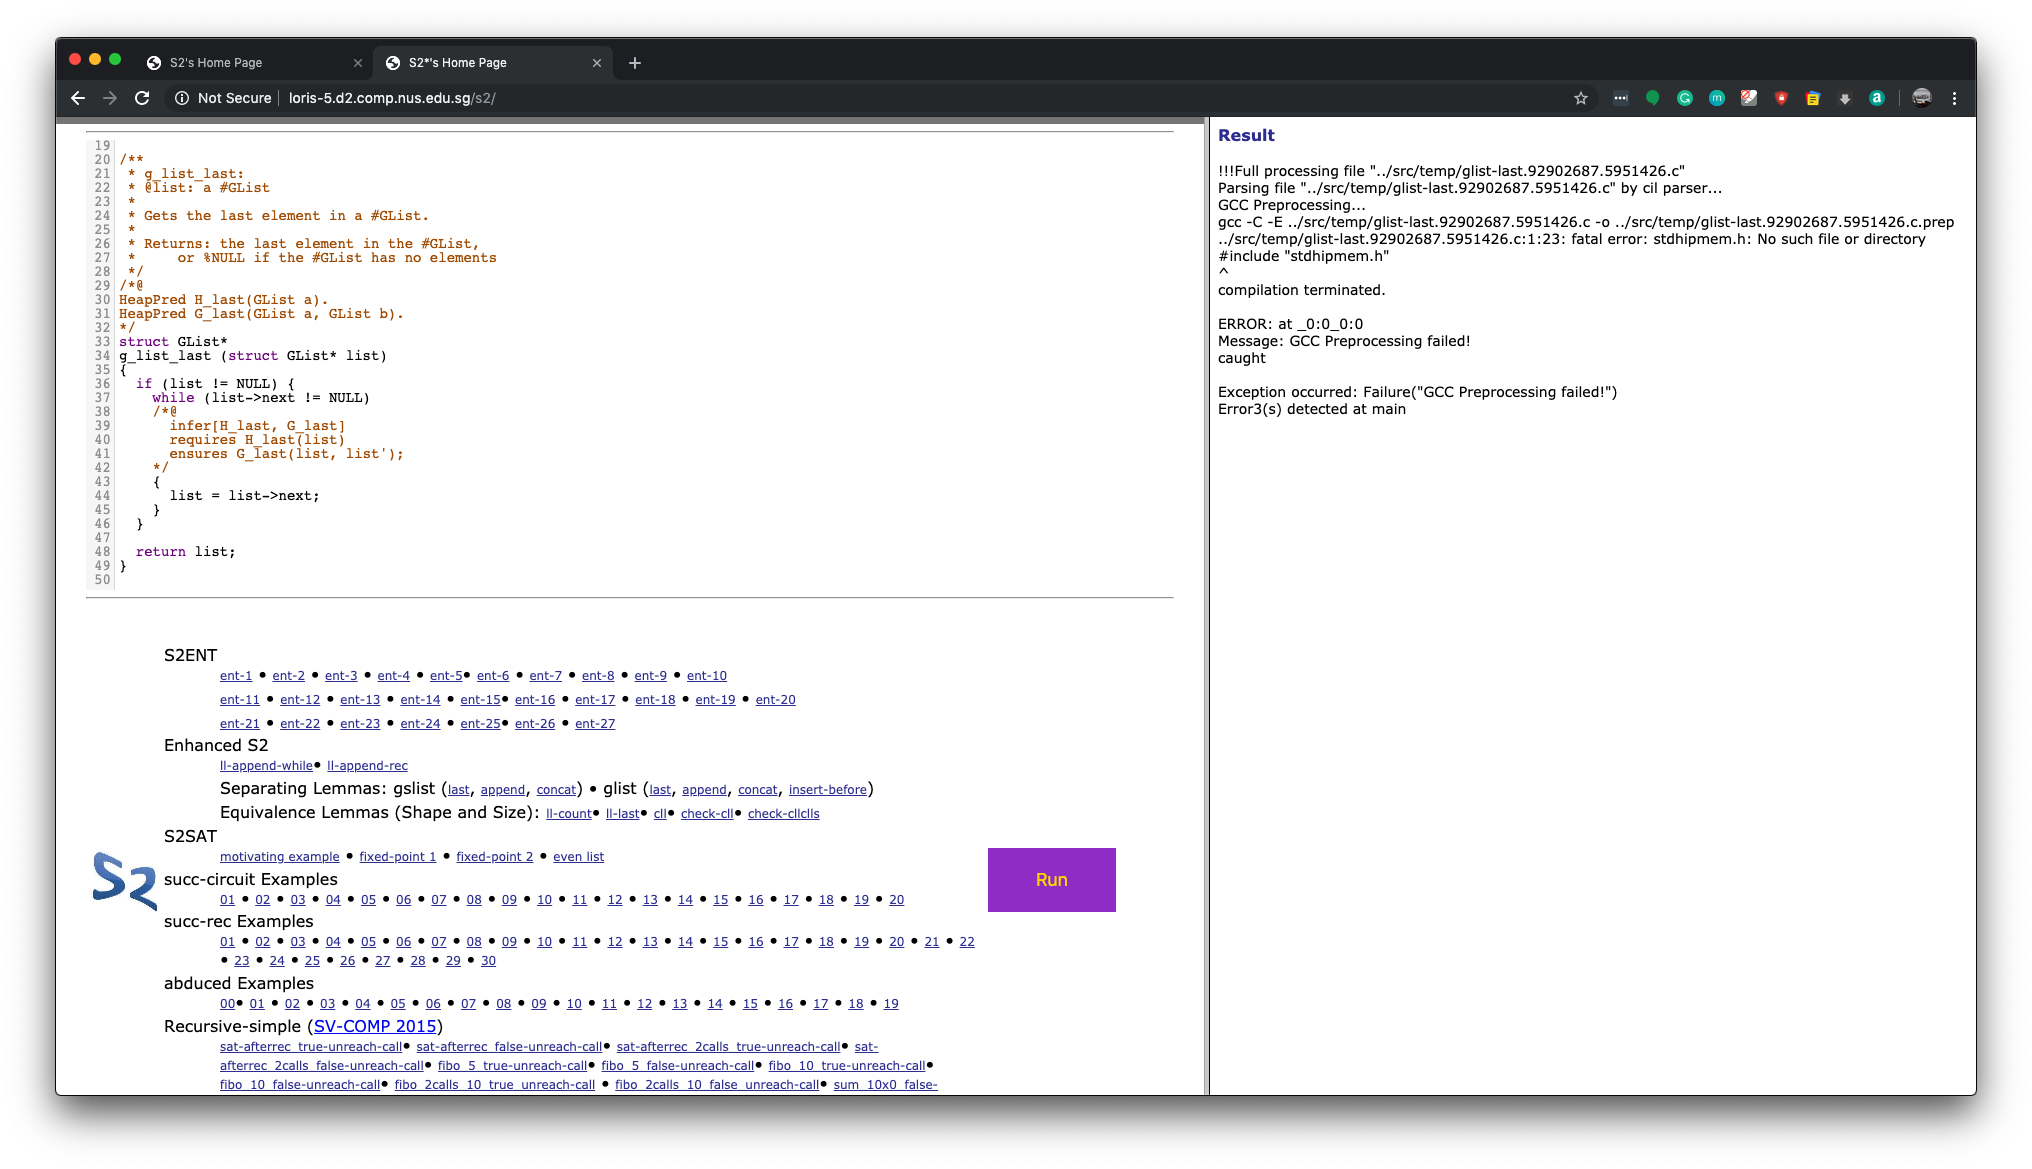 S2's Home Page
S2*'s Home Page
Not Secure | loris-5.d2.comp.nus.edu.sg/s2/
19
20 /**
21  * g_list_last:
22  * @list: a #GList
23  *
24  * Gets the last element in a #GList.
25  *
26  * Returns: the last element in the #GList,
27  *     or %NULL if the #GList has no elements
28  */
29 /*@
30 HeapPred H_last(GList a).
31 HeapPred G_last(GList a, GList b).
32 */
33 struct GList*
34 g_list_last (struct GList* list)
35 {
36   if (list != NULL) {
37     while (list->next != NULL)
38     /*@
39       infer[H_last, G_last]
40       requires H_last(list)
41       ensures G_last(list, list');
42     */
43     {
44       list = list->next;
45     }
46   }
47
48   return list;
49 }
50
S2ENT
ent-1 • ent-2 • ent-3 • ent-4 • ent-5• ent-6 • ent-7 • ent-8 • ent-9 • ent-10
ent-11 • ent-12 • ent-13 • ent-14 • ent-15• ent-16 • ent-17 • ent-18 • ent-19 • ent-20
ent-21 • ent-22 • ent-23 • ent-24 • ent-25• ent-26 • ent-27
Enhanced S2
ll-append-while• ll-append-rec
Separating Lemmas: gslist (last, append, concat) • glist (last, append, concat, insert-before)
Equivalence Lemmas (Shape and Size): ll-count• ll-last• cll• check-cll• check-cllclls
S2SAT
motivating example • fixed-point 1 • fixed-point 2 • even list
S2
succ-circuit Examples
01 • 02 • 03 • 04 • 05 • 06 • 07 • 08 • 09 • 10 • 11 • 12 • 13 • 14 • 15 • 16 • 17 • 18 • 19 • 20
succ-rec Examples
01 • 02 • 03 • 04 • 05 • 06 • 07 • 08 • 09 • 10 • 11 • 12 • 13 • 14 • 15 • 16 • 17 • 18 • 19 • 20 • 21 • 22
• 23 • 24 • 25 • 26 • 27 • 28 • 29 • 30
abduced Examples
00• 01 • 02 • 03 • 04 • 05 • 06 • 07 • 08 • 09 • 10 • 11 • 12 • 13 • 14 • 15 • 16 • 17 • 18 • 19
Recursive-simple (SV-COMP 2015)
sat-afterrec_true-unreach-call• sat-afterrec_false-unreach-call• sat-afterrec_2calls_true-unreach-call• sat-
afterrec_2calls_false-unreach-call• fibo_5_true-unreach-call• fibo_5_false-unreach-call• fibo_10_true-unreach-call•
fibo_10_false-unreach-call• fibo_2calls_10_true_unreach-call • fibo_2calls_10_false_unreach-call• sum_10x0_false-
Run
Result
!!!Full processing file "../src/temp/glist-last.92902687.5951426.c"
Parsing file "../src/temp/glist-last.92902687.5951426.c" by cil parser...
GCC Preprocessing...
gcc -C -E ../src/temp/glist-last.92902687.5951426.c -o ../src/temp/glist-last.92902687.5951426.c.prep
../src/temp/glist-last.92902687.5951426.c:1:23: fatal error: stdhipmem.h: No such file or directory
#include "stdhipmem.h"
^
compilation terminated.
ERROR: at _0:0_0:0
Message: GCC Preprocessing failed!
caught
Exception occurred: Failure("GCC Preprocessing failed!")
Error3(s) detected at main